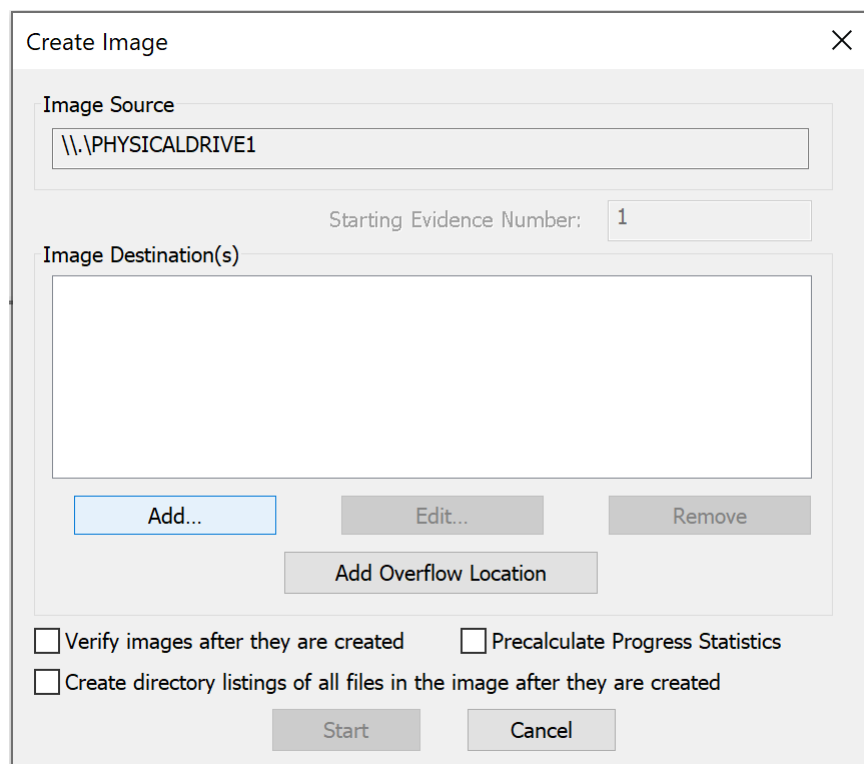 Create Image
Image Source
\\.\PHYSICALDRIVE1
Starting Evidence Number: 1
Image Destination(s)
Add... Edit... Remove
Add Overflow Location
Verify images after they are created Precalculate Progress Statistics
Create directory listings of all files in the image after they are created
Start Cancel